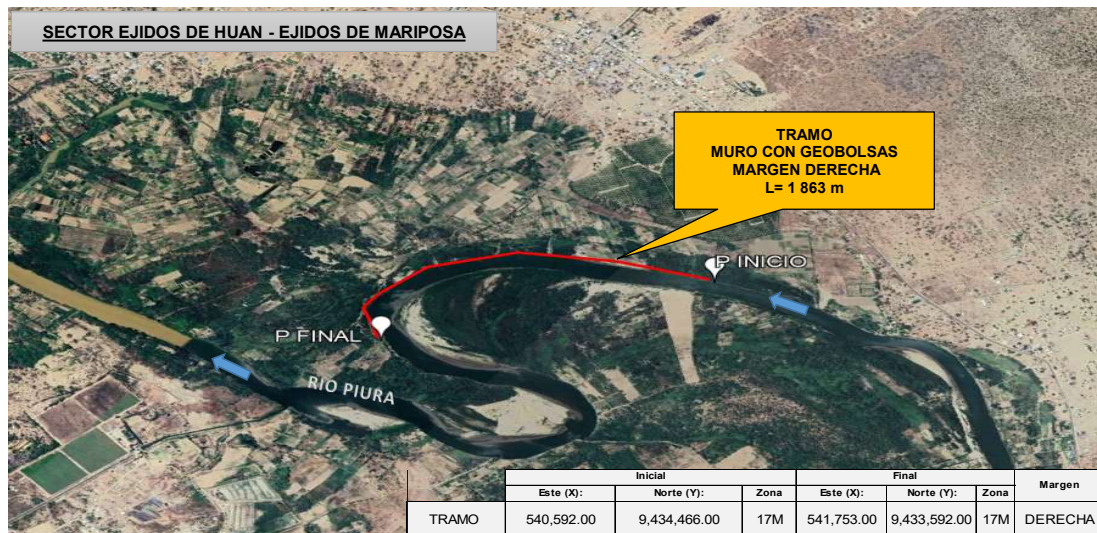 SECTOR EJIDOS DE HUAN - EJIDOS DE MARIPOSA
TRAMO
MURO CON GEOBOLSAS
MARGEN DERECHA
L= 1 863 m
P INICIO
P FINAL
RIO PIURA
Inicial Final Margen
Este (X): Norte (Y): Zona Este (X): Norte (Y): Zona
TRAMO 540,592.00 9,434,466.00 17M 541,753.00 9,433,592.00 17M DERECHA